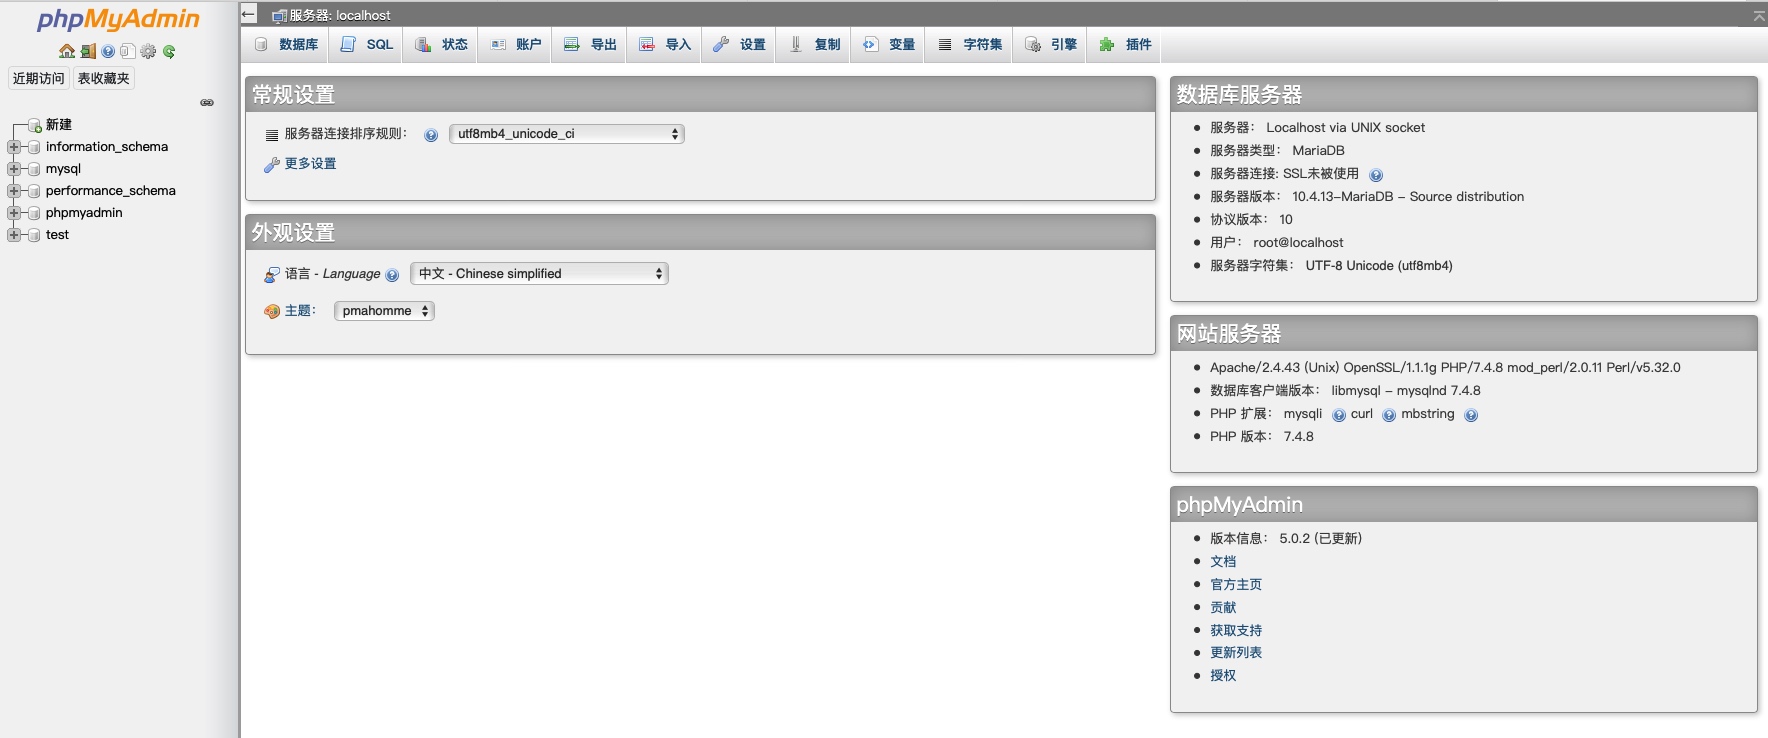 phpMyAdmin
近期访问 表收藏夹
新建
information_schema
mysql
performance_schema
phpmyadmin
test
服务器: localhost
数据库 SQL 状态 账户 导出 导入 设置 复制 变量 字符集 引擎 插件
常规设置
服务器连接排序规则： utf8mb4_unicode_ci
更多设置
外观设置
语言 - Language 中文 - Chinese simplified
主题： pmahomme
数据库服务器
服务器： Localhost via UNIX socket
服务器类型： MariaDB
服务器连接: SSL未被使用
服务器版本： 10.4.13-MariaDB - Source distribution
协议版本： 10
用户： root@localhost
服务器字符集： UTF-8 Unicode (utf8mb4)
网站服务器
Apache/2.4.43 (Unix) OpenSSL/1.1.1g PHP/7.4.8 mod_perl/2.0.11 Perl/v5.32.0
数据库客户端版本： libmysql - mysqlnd 7.4.8
PHP 扩展： mysqli curl mbstring
PHP 版本： 7.4.8
phpMyAdmin
版本信息： 5.0.2 (已更新)
文档
官方主页
贡献
获取支持
更新列表
授权